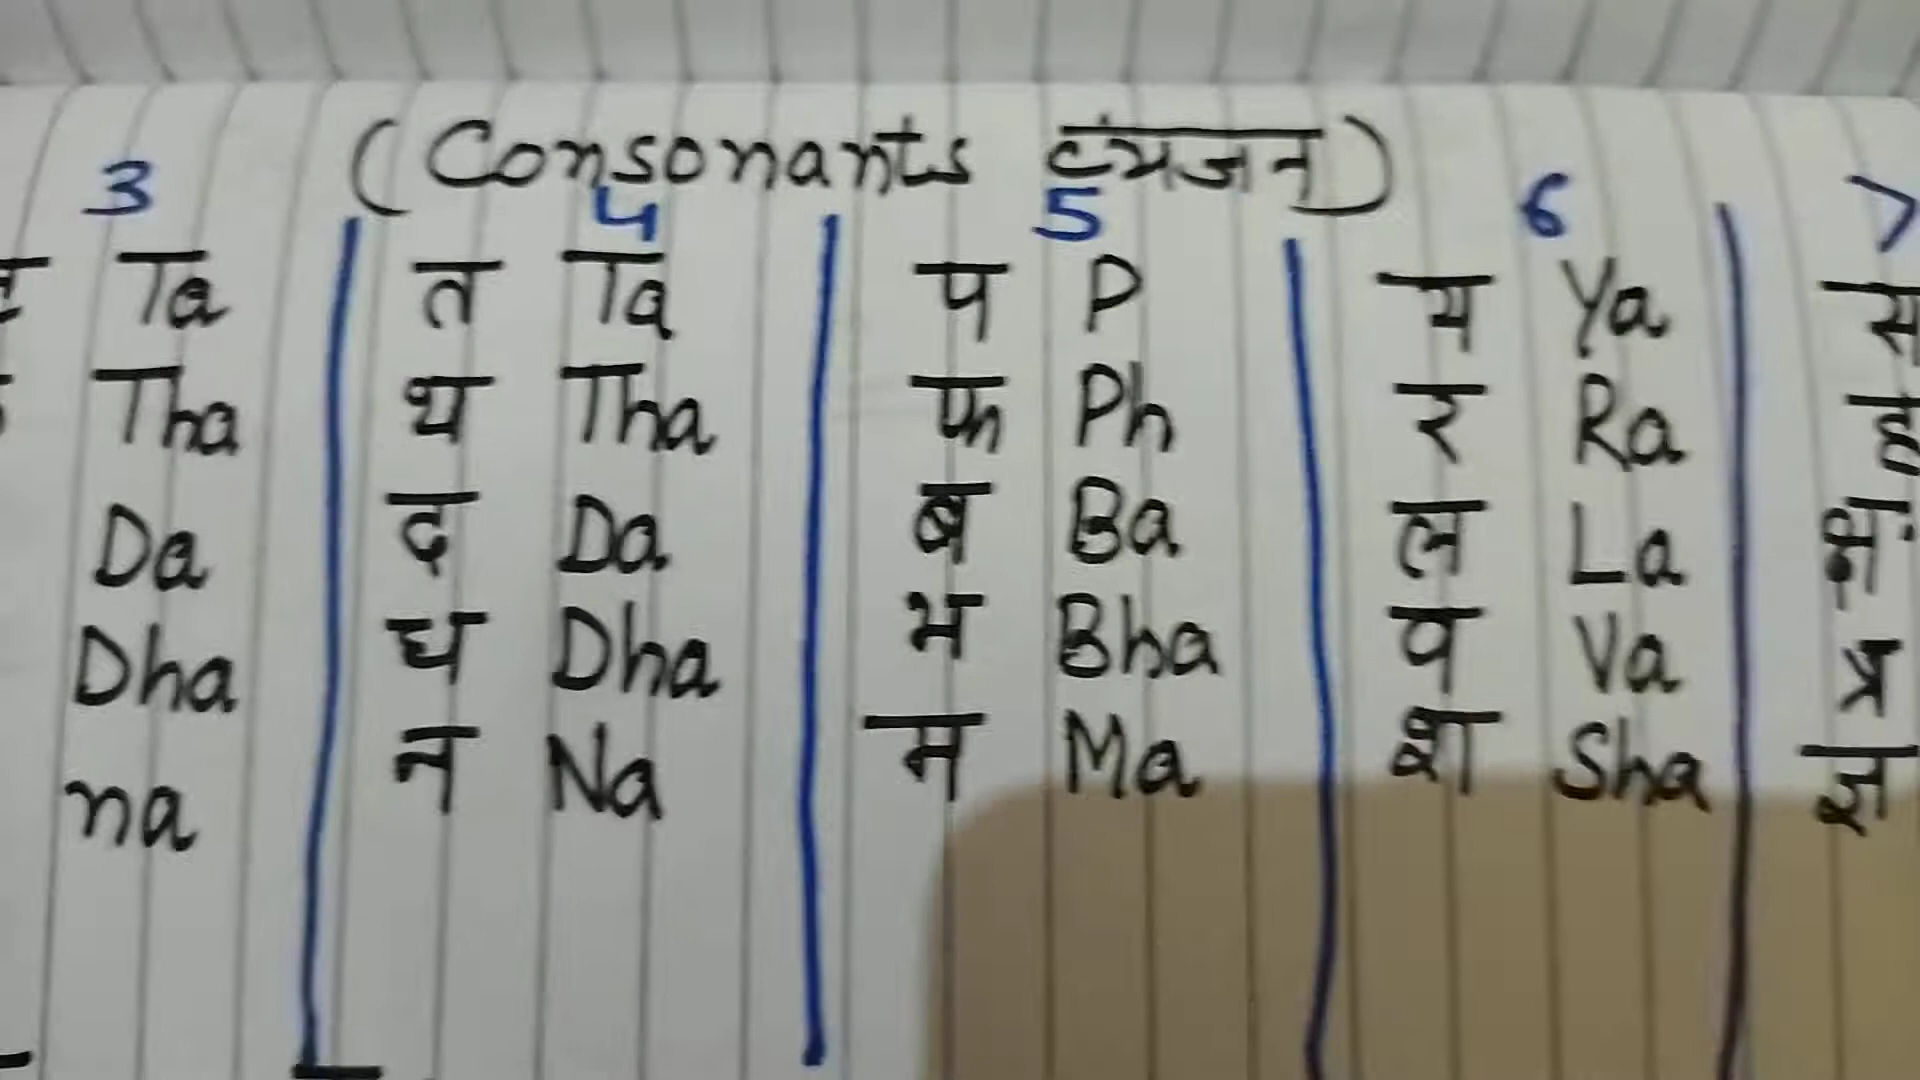 (Consonants व्यंजन)
3 4 5 6 7
Ta त Ta प P य Ya स
Tha थ Tha फ Ph र Ra ह
Da द Da ब Ba ल La क्ष
Dha ध Dha भ Bha व Va त्र
na न Na म Ma श Sha ज्ञ